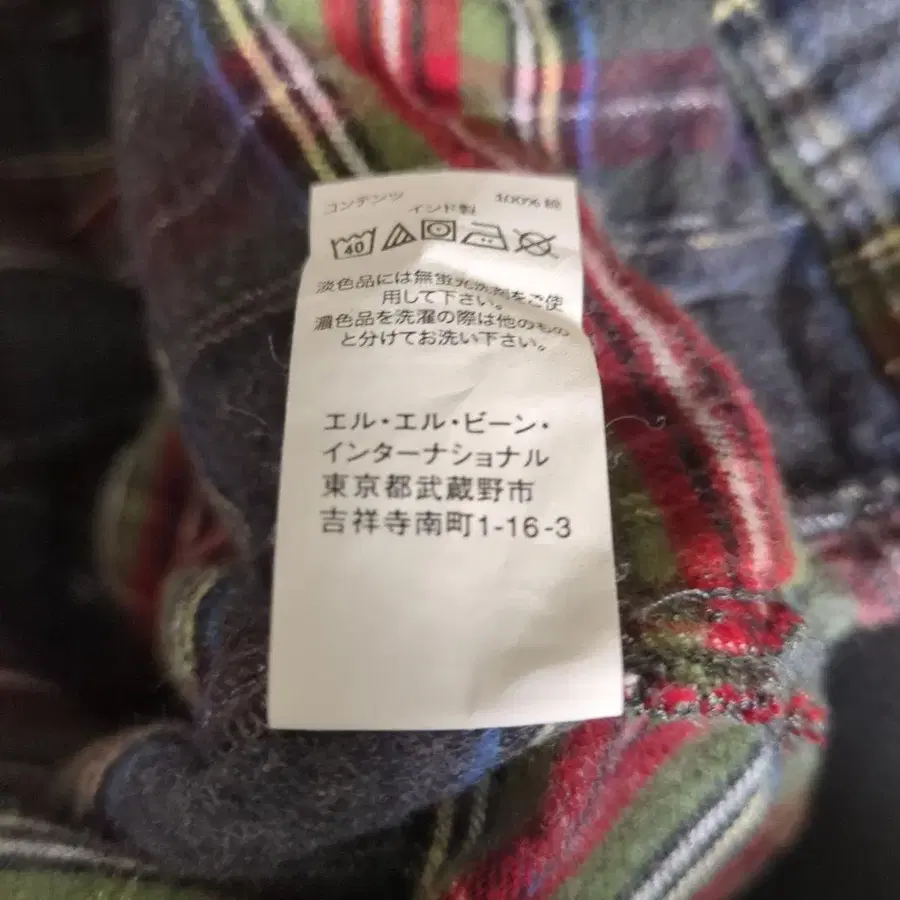 コンテンツ 100% 綿
インド製
40
淡色品には無蛍光洗剤をご使
用して下さい。
濃色品を洗濯の際は他のもの
と分けてお洗い下さい。
エル・エル・ビーン・
インターナショナル
東京都武蔵野市
吉祥寺南町1-16-3